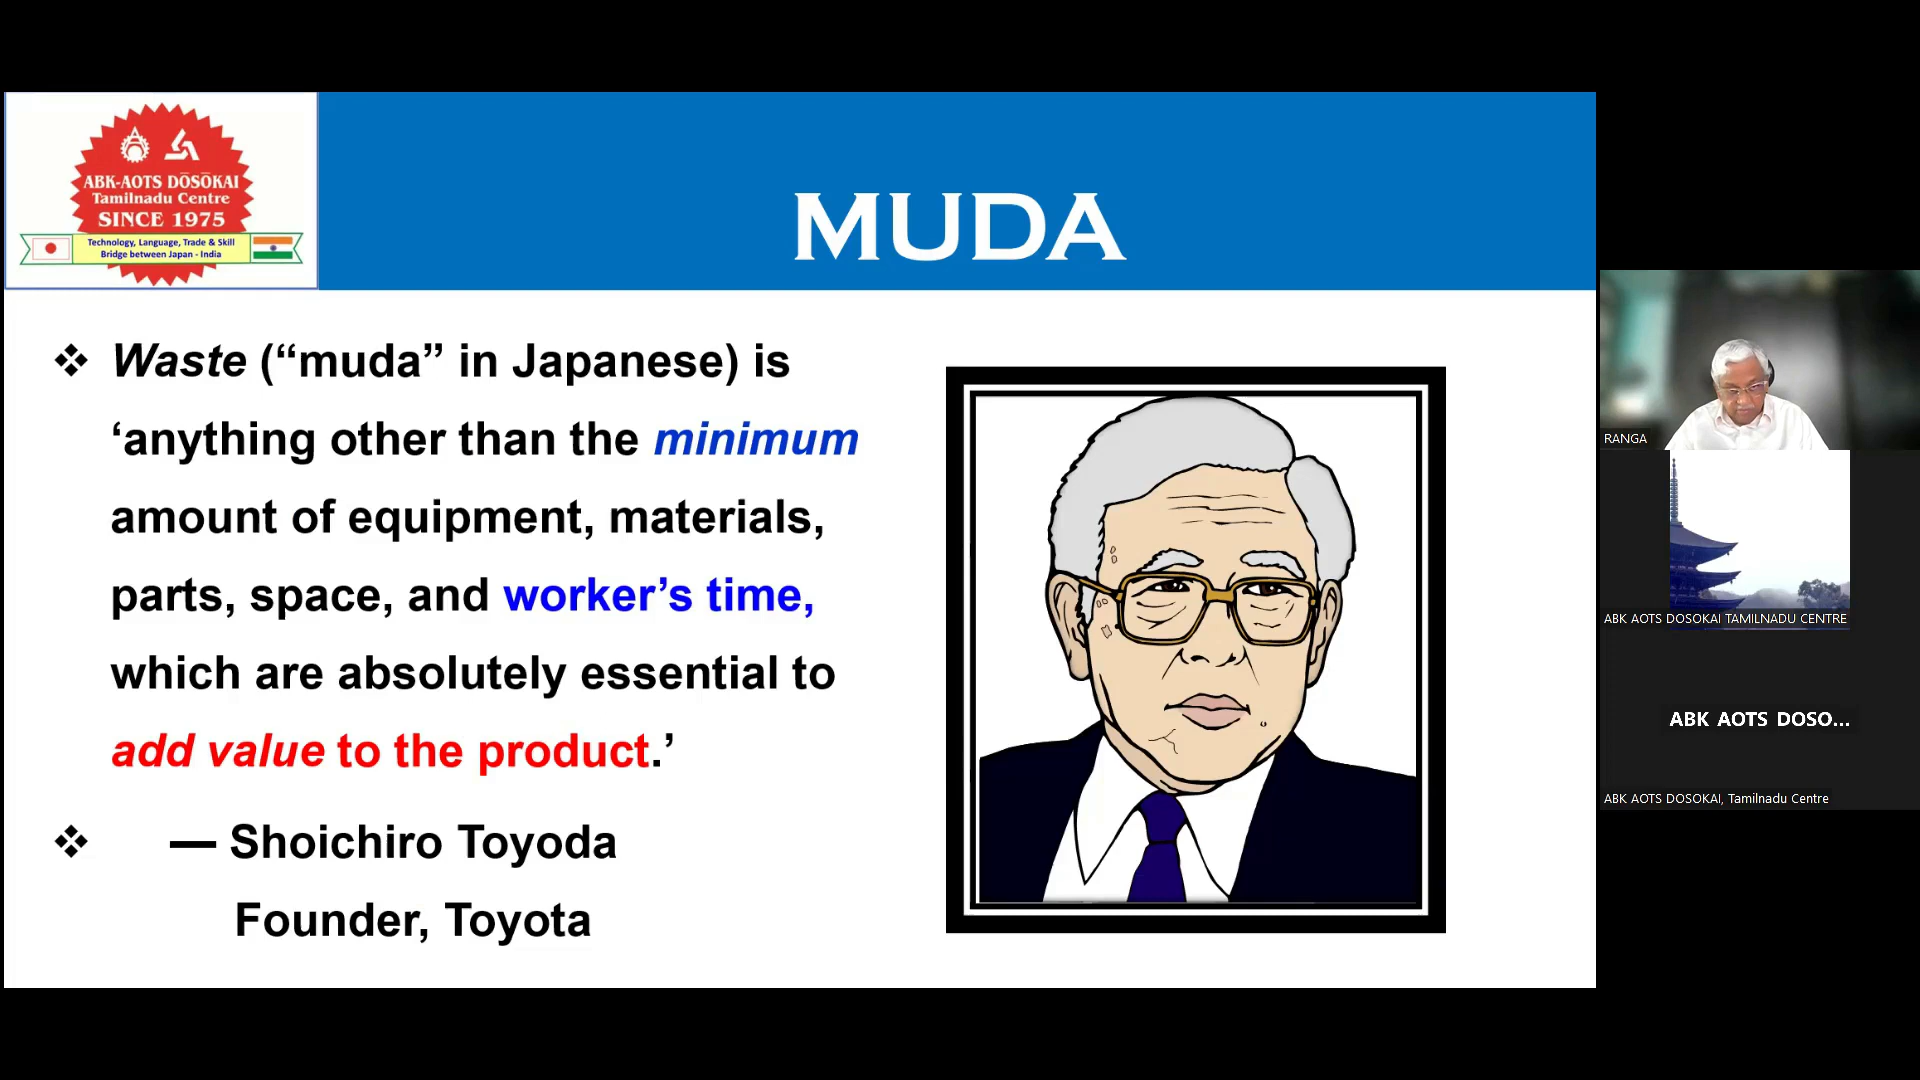 ABK-AOTS DŌSŌKAI
Tamilnadu Centre
SINCE 1975
Technology, Language, Trade & Skill
Bridge between Japan - India
MUDA
❖ Waste (“muda” in Japanese) is
‘anything other than the minimum
amount of equipment, materials,
parts, space, and worker’s time,
which are absolutely essential to
add value to the product.’
❖ — Shoichiro Toyoda
Founder, Toyota
RANGA
ABK AOTS DOSOKAI TAMILNADU CENTRE
ABK AOTS DOSO...
ABK AOTS DOSOKAI, Tamilnadu Centre